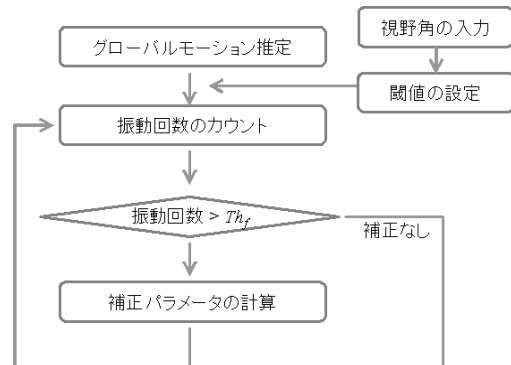 視野角の入力
グローバルモーション推定
閾値の設定
振動回数のカウント
振動回数 > Th_f
補正なし
補正パラメータの計算